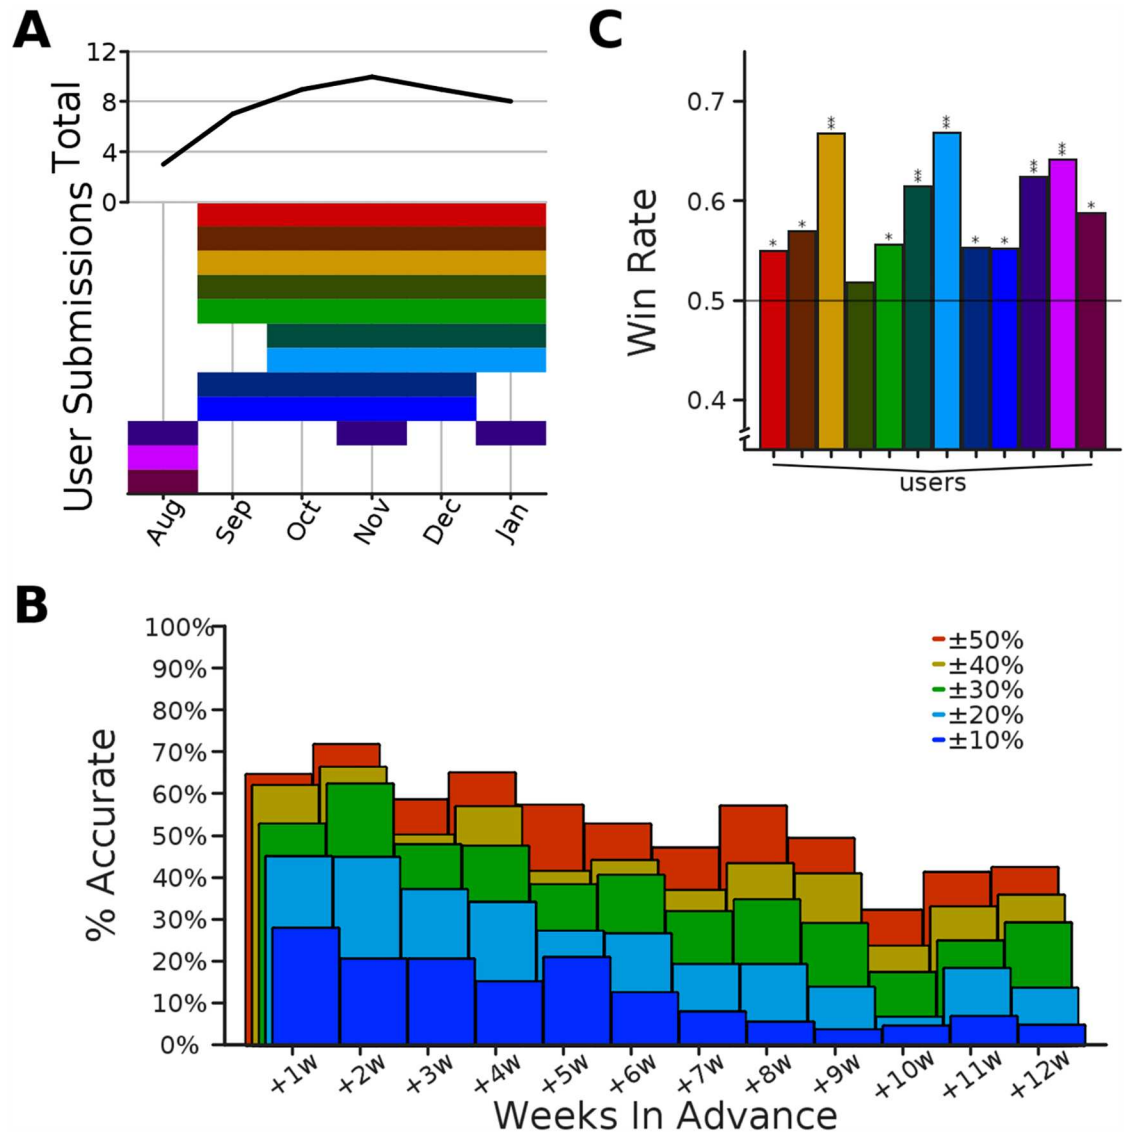 A
12
8
4
0
User Submissions Total
Aug
Sep
Oct
Nov
Dec
Jan
C
0.7
0.6
0.5
0.4
Win Rate
*
*
**
*
**
**
*
*
**
**
*
users
B
100%
90%
80%
70%
60%
50%
40%
30%
20%
10%
0%
% Accurate
±50%
±40%
±30%
±20%
±10%
+1w
+2w
+3w
+4w
+5w
+6w
+7w
+8w
+9w
+10w
+11w
+12w
Weeks In Advance